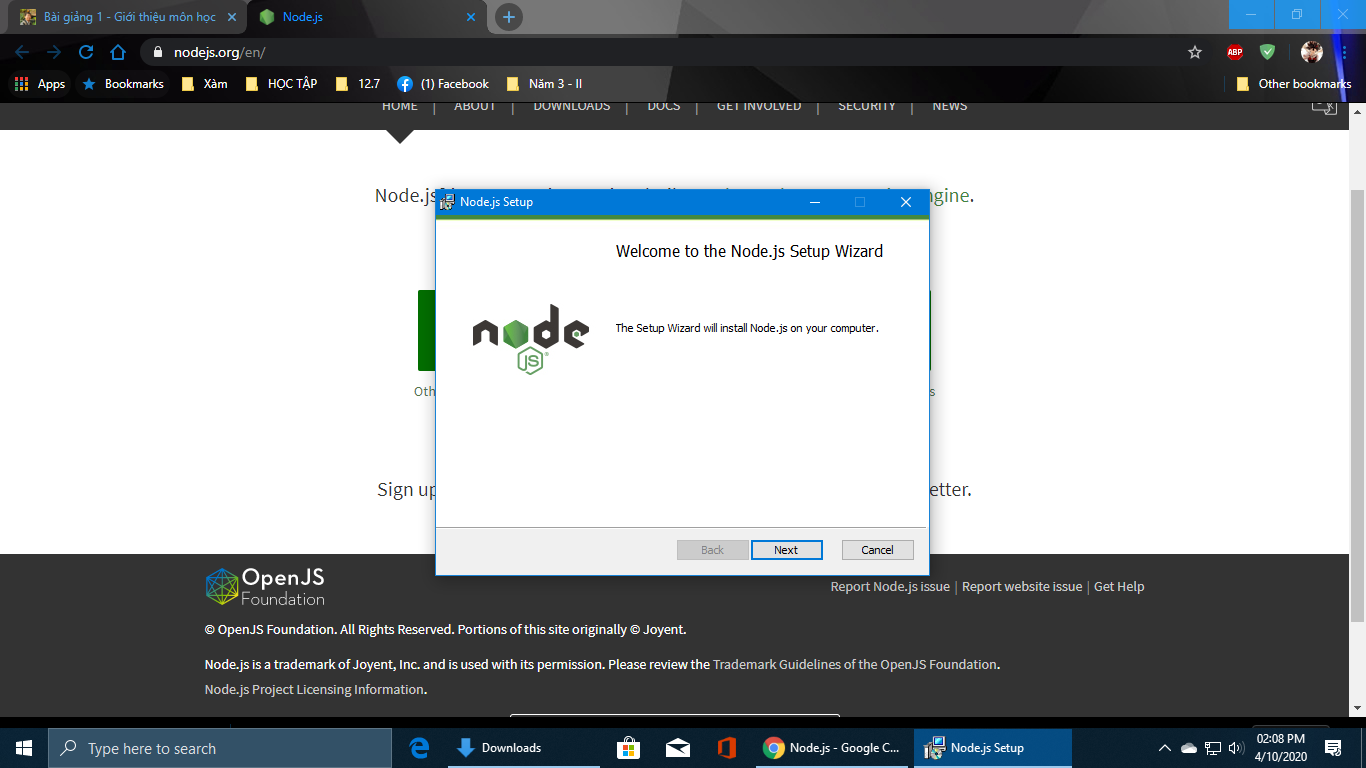 Bài giảng 1 - Giới thiệu môn học
Node.js
nodejs.org/en/
ABP
Apps
Bookmarks
Xàm
HỌC TẬP
12.7
(1) Facebook
Năm 3 - II
Other bookmarks
HOME | ABOUT | DOWNLOADS | DOCS | GET INVOLVED | SECURITY | NEWS
Node.js
engine.
Node.js Setup
Welcome to the Node.js Setup Wizard
node
JS
The Setup Wizard will install Node.js on your computer.
Sign up
Back
Next
Cancel
OpenJS
Foundation
Report Node.js issue | Report website issue | Get Help
© OpenJS Foundation. All Rights Reserved. Portions of this site originally © Joyent.
Node.js is a trademark of Joyent, Inc. and is used with its permission. Please review the Trademark Guidelines of the OpenJS Foundation.
Node.js Project Licensing Information.
Type here to search
Downloads
Node.js - Google C...
Node.js Setup
02:08 PM
4/10/2020